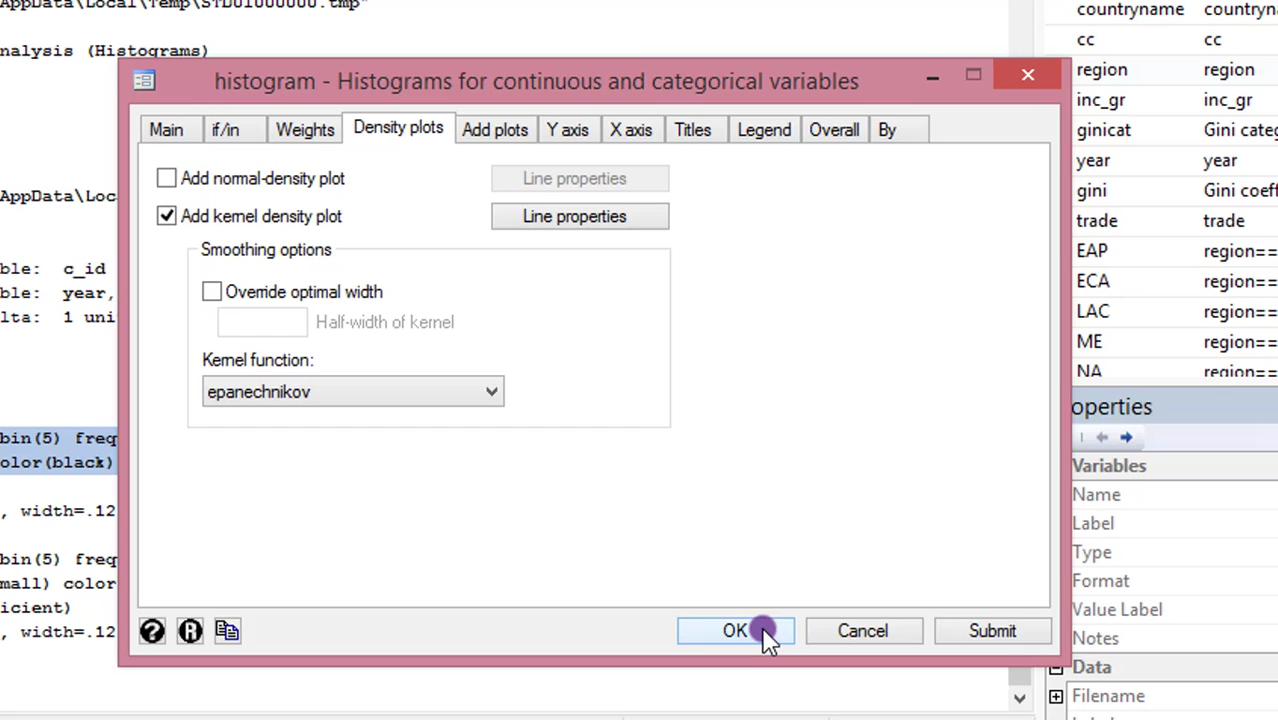 AppData\Local\Temp\STD010000000.tmp"
countryname countryn
nalysis (Histograms)
cc cc
region region
inc_gr inc_gr
ginicat Gini categ
year year
gini Gini coeff
trade trade
EAP region==
ECA region==
LAC region==
ME region==
NA region==
histogram - Histograms for continuous and categorical variables
Main if/in Weights Density plots Add plots Y axis X axis Titles Legend Overall By
Add normal-density plot Line properties
Add kernel density plot Line properties
Smoothing options
Override optimal width
Half-width of kernel
Kernel function:
epanechnikov
OK Cancel Submit
AppData\Loc
ble: c_id
ble: year,
lta: 1 uni
bin(5) freq
olor(black)
, width=.12
bin(5) freq
mall) color
icient)
, width=.12
operties
Variables
Name
Label
Type
Format
Value Label
Notes
Data
Filename